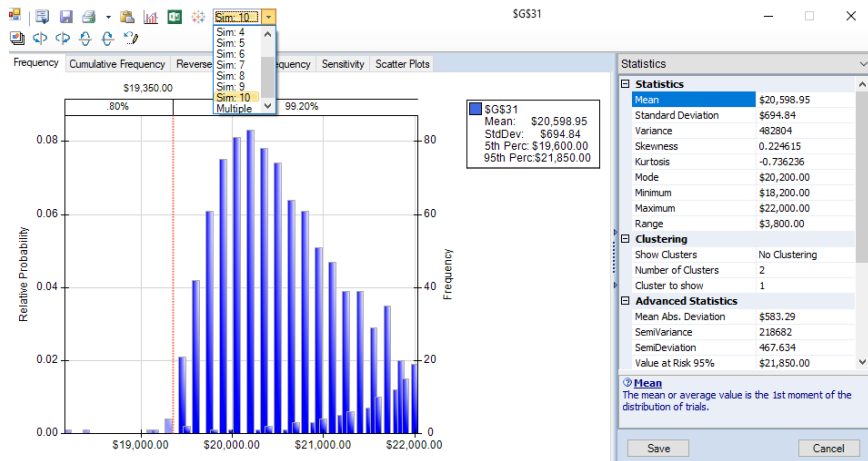 $G$31
Sim: 10
Sim: 4
Sim: 5
Sim: 6
Sim: 7
Sim: 8
Sim: 9
Sim: 10
Multiple
Frequency Cumulative Frequency Reverse quency Sensitivity Scatter Plots
$19,350.00
.80% 99.20%
Relative Probability
0.08
0.06
0.04
0.02
0.00
80
60
40
20
0
Frequency
$19,000.00 $20,000.00 $21,000.00 $22,000.00
$G$31
Mean: $20,598.95
StdDev: $694.84
5th Perc: $19,600.00
95th Perc:$21,850.00
Statistics
Statistics
Mean $20,598.95
Standard Deviation $694.84
Variance 482804
Skewness 0.224615
Kurtosis -0.736236
Mode $20,200.00
Minimum $18,200.00
Maximum $22,000.00
Range $3,800.00
Clustering
Show Clusters No Clustering
Number of Clusters 2
Cluster to show 1
Advanced Statistics
Mean Abs. Deviation $583.29
SemiVariance 218682
SemiDeviation 467.634
Value at Risk 95% $21,850.00
Mean
The mean or average value is the 1st moment of the
distribution of trials.
Save Cancel